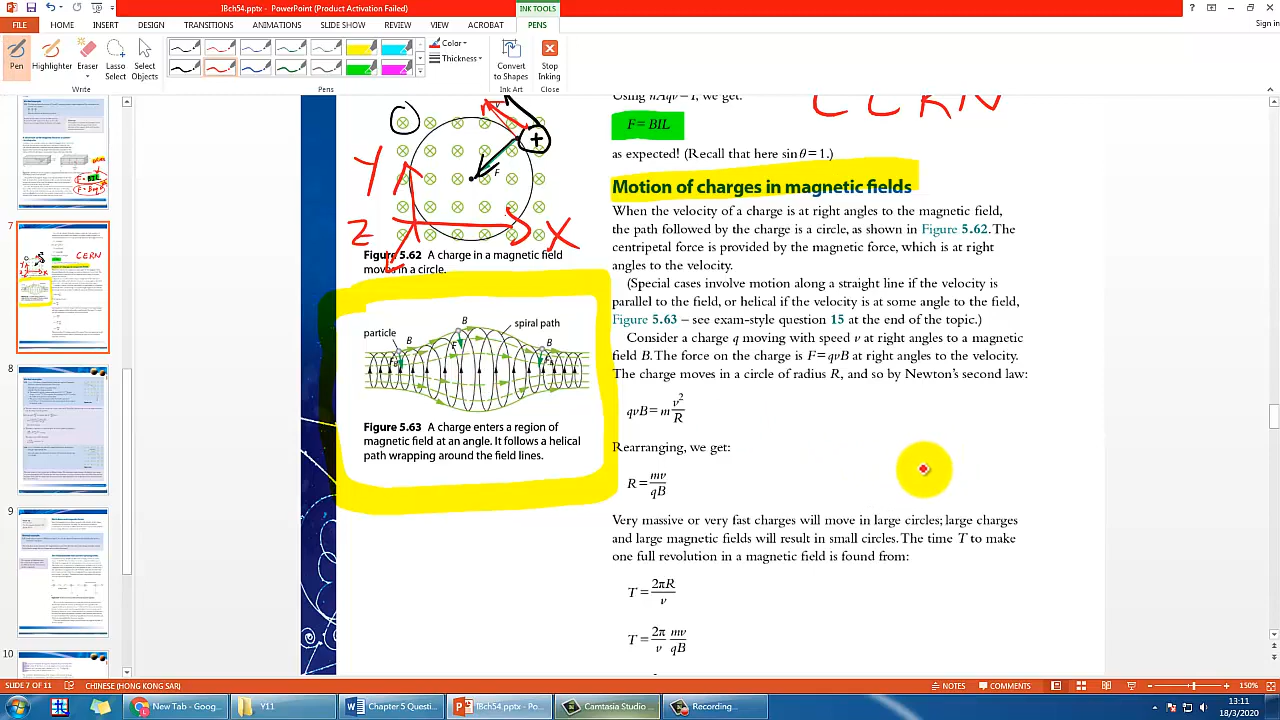 IBch54.pptx - PowerPoint (Product Activation Failed)
INK TOOLS
Sign in
FILE
HOME
INSERT
DESIGN
TRANSITIONS
ANIMATIONS
SLIDE SHOW
REVIEW
VIEW
ACROBAT
PENS
Pen
Highlighter
Eraser
Lasso Select
Select Objects
Color
Thickness
Convert to Shapes
Stop Inking
Write
Pens
Ink Art
Close
8
9
10
Y
Z
X
+
Figure 5.62 A charge in a magnetic field
moves in a circle.
particle
B
B
spiral path
B
Figure 5.63 A charge enters a region of
magnetic field at an angle. It follows a helical
path wrapping around the field lines.
Using nAqv = I, we get:
CERN
F = BIL
as expected! (Recall that here sin θ = 1.)
Motion of charges in magnetic fields
When the velocity of a charge is at right angles to the magnetic field,
the path followed by the charge is a circle, as shown in Figure 5.62. The
centripetal force is provided by the magnetic force, which is at right
angles to the velocity.
(Special cases involve motion along a straight line if the velocity is
parallel to the field, or helical if the velocity is at some angle to the field,
Figure 5.63 – see exam-style question 15 at the end of the topic.)
Consider a charge q moving with speed v at right angles to a magnetic
field B. The force on the charge is F = qvB at right angles to the velocity.
The charge moves in a circle of radius R, and so by Newton's second law:
qvB = m v²/R
Rearranging, we get:
R = mv/qB
Very massive or very fast charges will move in large circles; large charges
and large magnetic fields will result in small circles. The time T to make
one full revolution in a magnetic field is found from:
T = 2πR/v
T = 2π/v mv/qB
SLIDE 7 OF 11
CHINESE (HONG KONG SAR)
NOTES
COMMENTS
150%
New Tab - Goog...
Y11
Chapter 5 Questi...
IBch54.pptx - Po...
Camtasia Studio ...
Recording...
13:11
18/3/2020